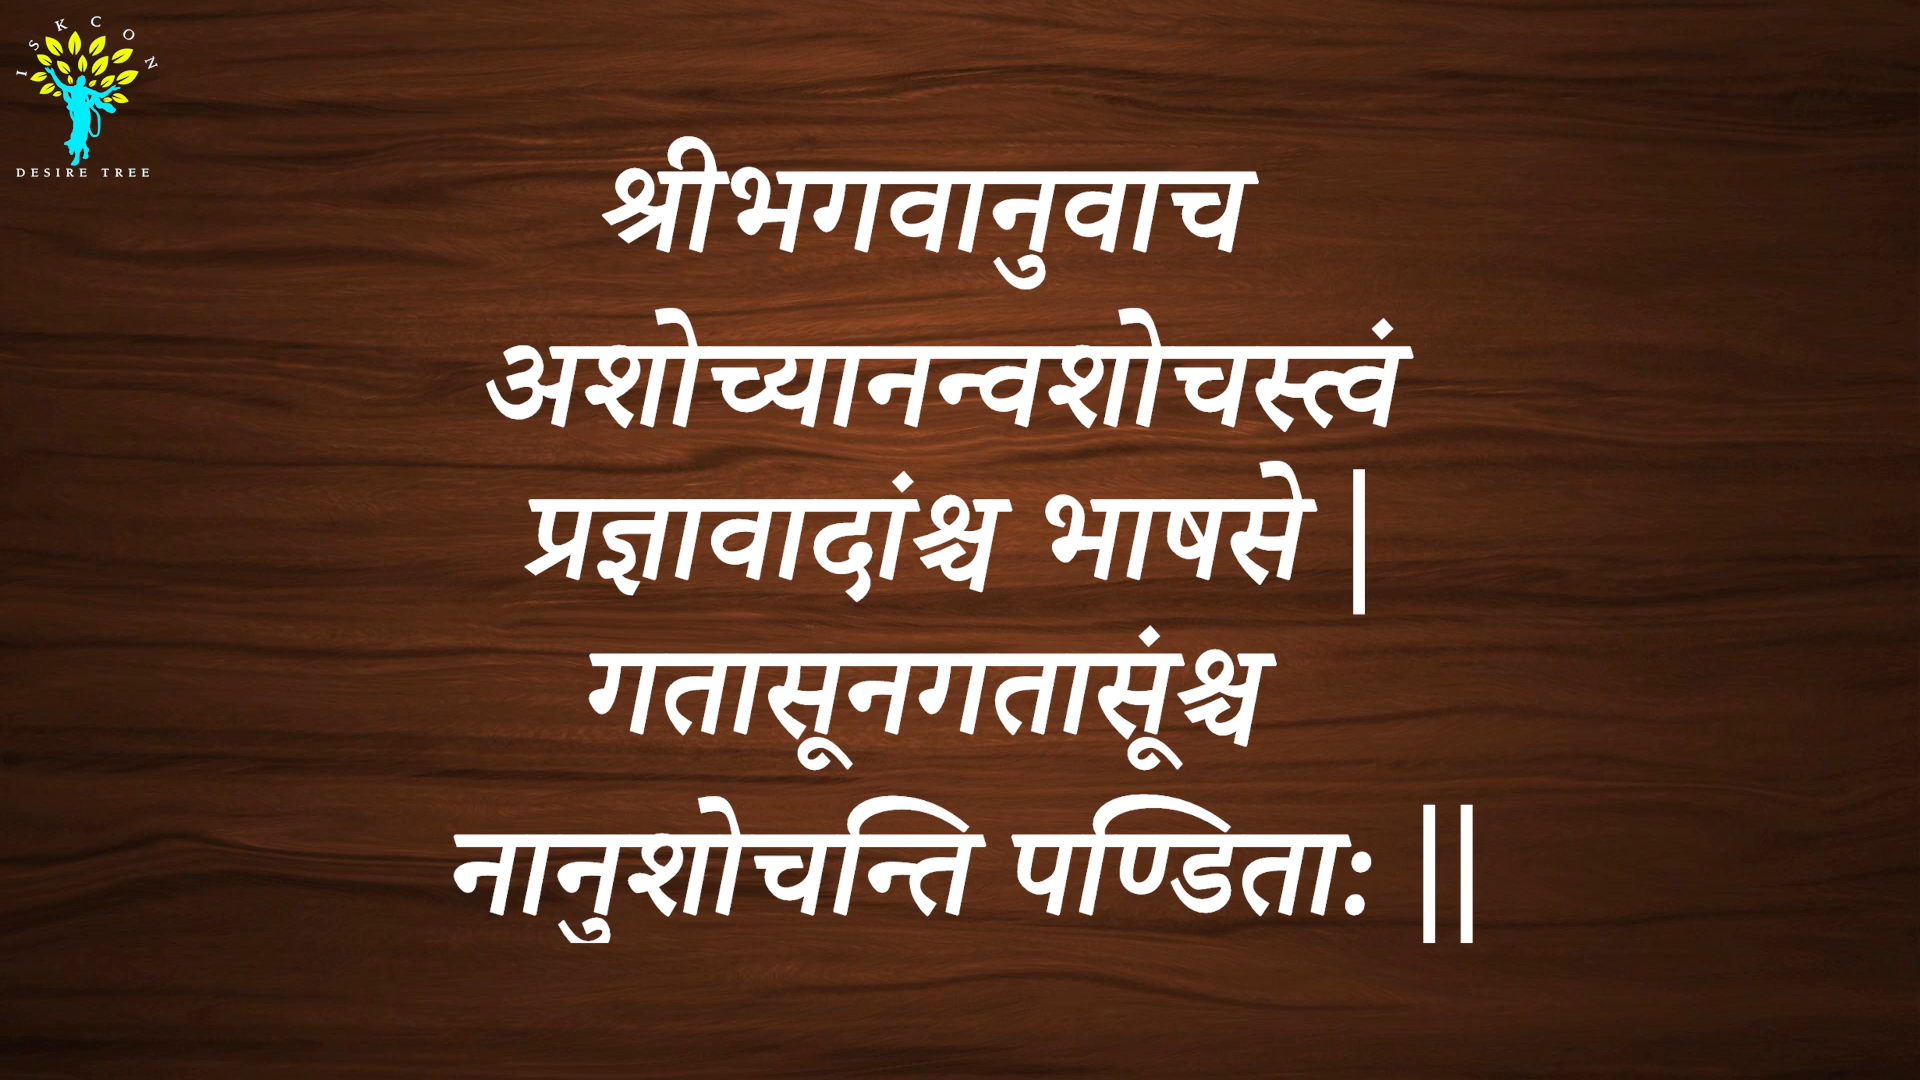 ISKCON
DESIRE TREE
श्रीभगवानुवाच
अशोच्यानन्वशोचस्त्वं
प्रज्ञावादांश्च भाषसे |
गतासूनगतासूंश्च
नानुशोचन्ति पण्डिताः ||